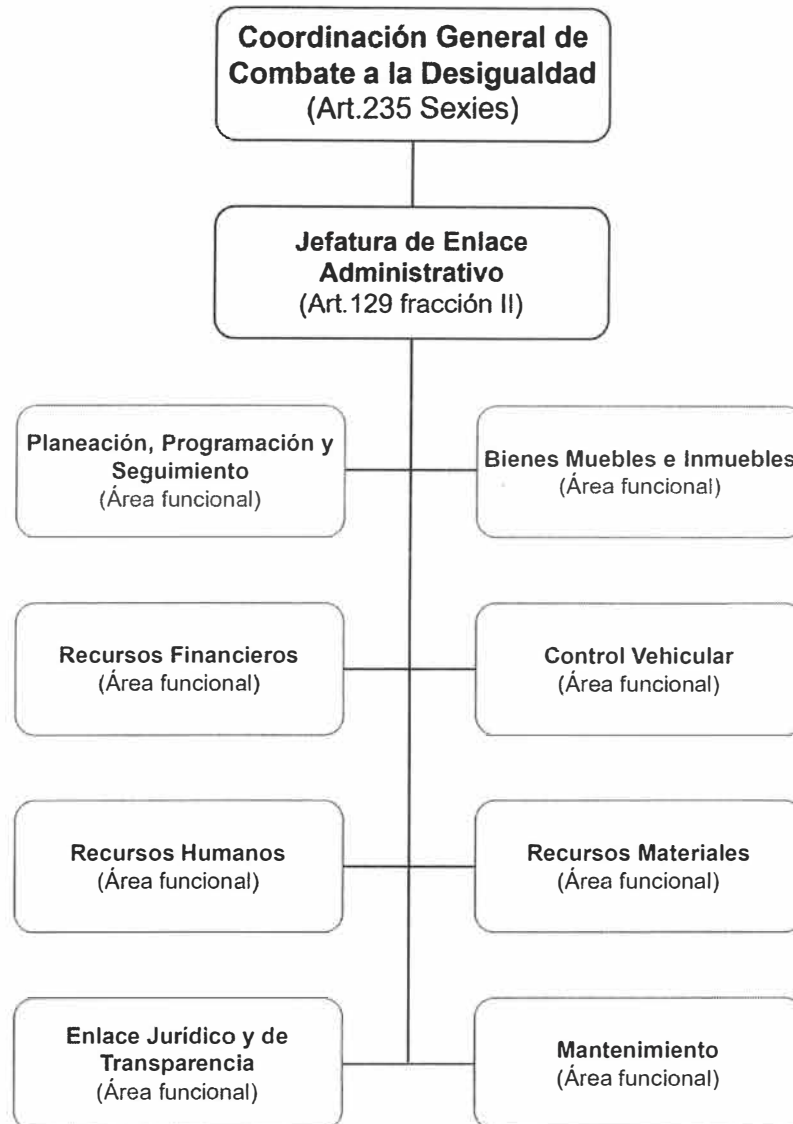 Coordinación General de
Combate a la Desigualdad
(Art.235 Sexies)
Jefatura de Enlace
Administrativo
(Art.129 fracción II)
Planeación, Programación y
Seguimiento
(Área funcional)
Bienes Muebles e Inmuebles
(Área funcional)
Recursos Financieros
(Área funcional)
Control Vehicular
(Área funcional)
Recursos Humanos
(Área funcional)
Recursos Materiales
(Área funcional)
Enlace Jurídico y de
Transparencia
(Área funcional)
Mantenimiento
(Área funcional)